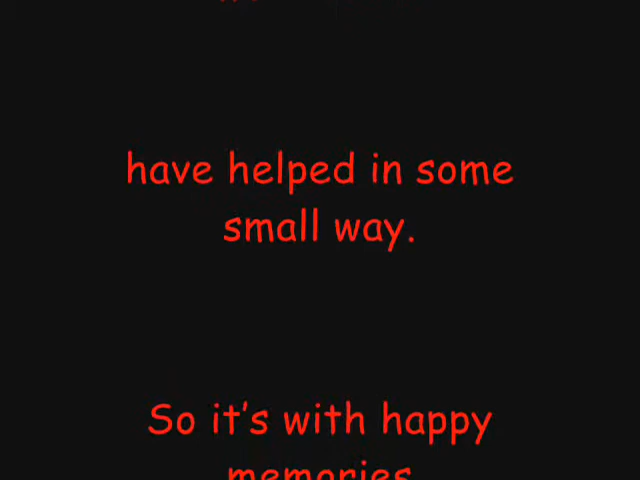 have helped in some
small way.
So it's with happy
memories